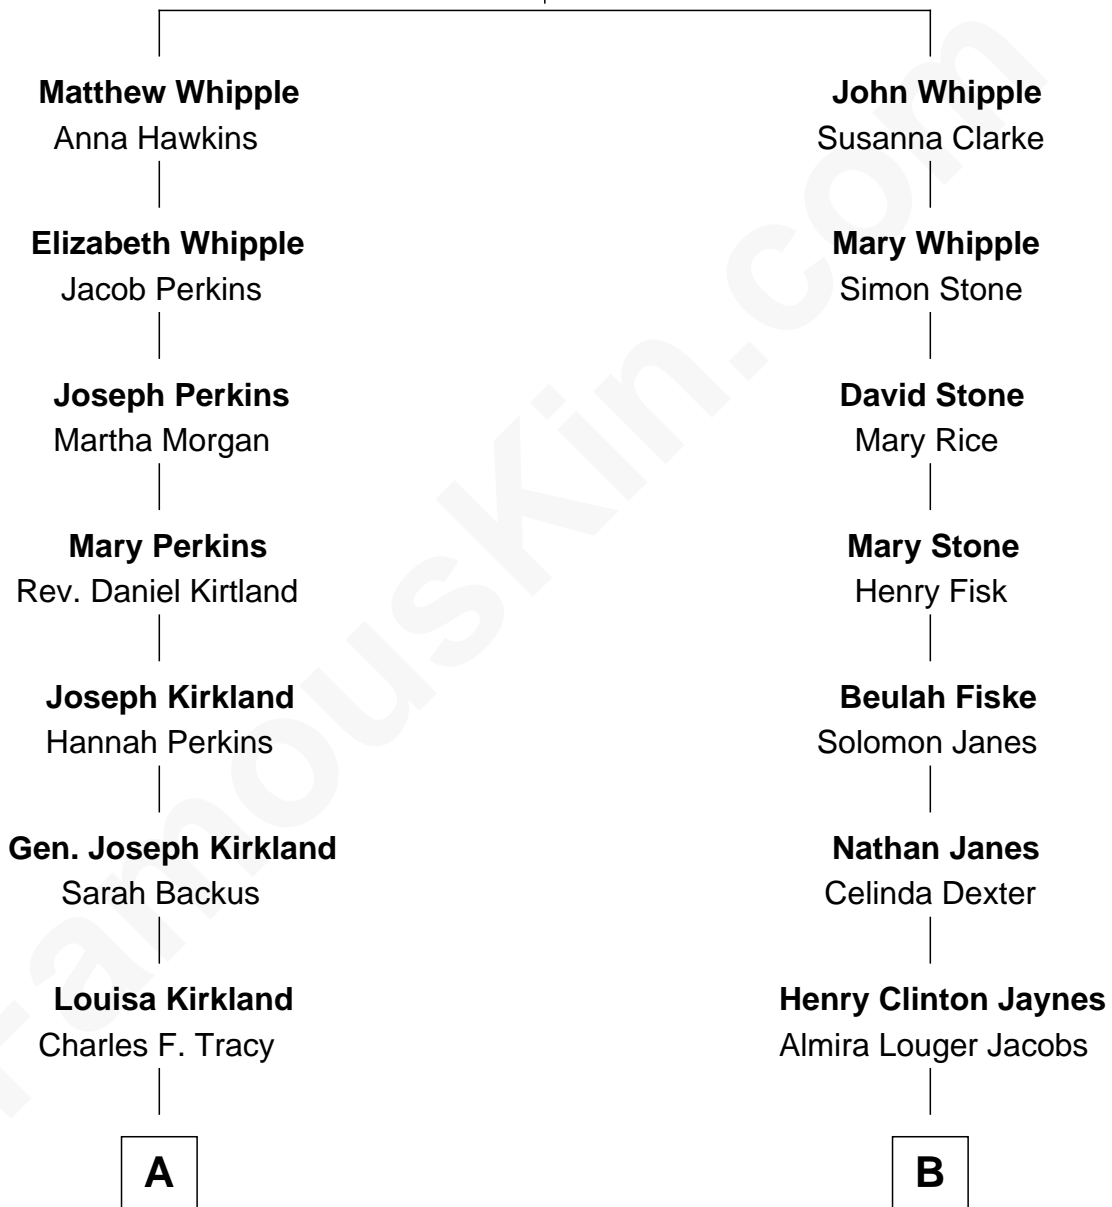 Matthew Whipple
Anna Hawkins
Elizabeth Whipple
Jacob Perkins
Joseph Perkins
Martha Morgan
Mary Perkins
Rev. Daniel Kirtland
Joseph Kirkland
Hannah Perkins
Gen. Joseph Kirkland
Sarah Backus
Louisa Kirkland
Charles F. Tracy
A
John Whipple
Susanna Clarke
Mary Whipple
Simon Stone
David Stone
Mary Rice
Mary Stone
Henry Fisk
Beulah Fiske
Solomon Janes
Nathan Janes
Celinda Dexter
Henry Clinton Jaynes
Almira Louger Jacobs
B
FamousKin.com